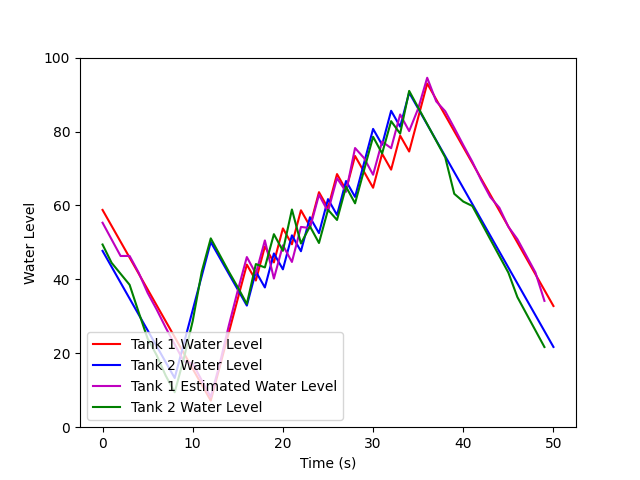 100
80
60
40
20
0
Water Level
Tank 1 Water Level
Tank 2 Water Level
Tank 1 Estimated Water Level
Tank 2 Water Level
0 10 20 30 40 50
Time (s)